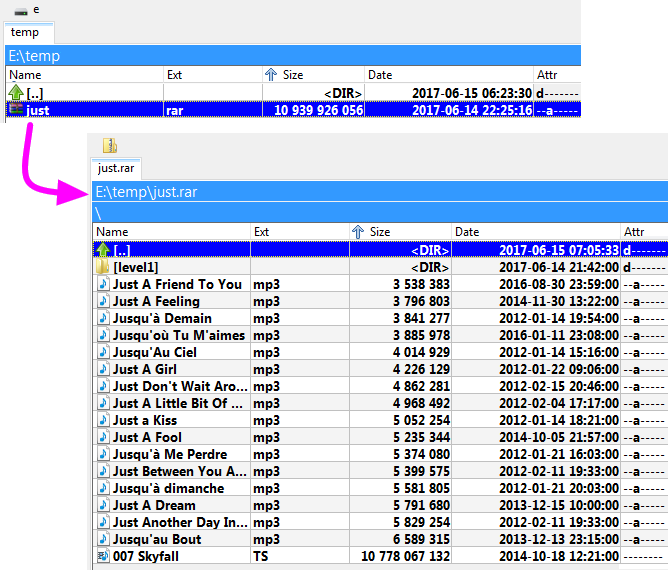 e
temp
E:\temp
Name Ext Size Date Attr
[..] <DIR> 2017-06-15 06:23:30 d-------
just rar 10 939 926 056 2017-06-14 22:25:16 --a-----
just.rar
E:\temp\just.rar
\
Name Ext Size Date Attr
[..] <DIR> 2017-06-15 07:05:33 d-------
[level1] <DIR> 2017-06-14 21:42:00 d-------
Just A Friend To You mp3 3 538 383 2016-08-30 23:59:00 --a-----
Just A Feeling mp3 3 796 803 2014-11-30 13:22:00 --a-----
Jusqu'à Demain mp3 3 841 277 2012-01-14 19:54:00 --a-----
Jusqu'où Tu M'aimes mp3 3 885 978 2016-01-11 23:08:00 --a-----
Jusqu'Au Ciel mp3 4 014 929 2012-01-14 15:16:00 --a-----
Just A Girl mp3 4 226 129 2012-01-22 09:06:00 --a-----
Just Don't Wait Aro... mp3 4 862 281 2012-02-15 20:46:00 --a-----
Just A Little Bit Of ... mp3 4 968 492 2012-02-04 17:17:00 --a-----
Just a Kiss mp3 5 052 254 2012-01-14 18:21:00 --a-----
Just A Fool mp3 5 235 344 2014-10-05 21:57:00 --a-----
Jusqu'à Me Perdre mp3 5 374 080 2012-01-21 16:03:00 --a-----
Just Between You A... mp3 5 399 575 2012-02-11 19:33:00 --a-----
Jusqu'à dimanche mp3 5 581 805 2012-01-21 20:03:00 --a-----
Just A Dream mp3 5 791 680 2013-12-15 10:00:00 --a-----
Just Another Day In... mp3 5 829 254 2012-02-11 19:33:00 --a-----
Jusqu'au Bout mp3 6 589 315 2013-12-13 23:15:00 --a-----
007 Skyfall TS 10 778 067 132 2014-10-18 12:21:00 --------